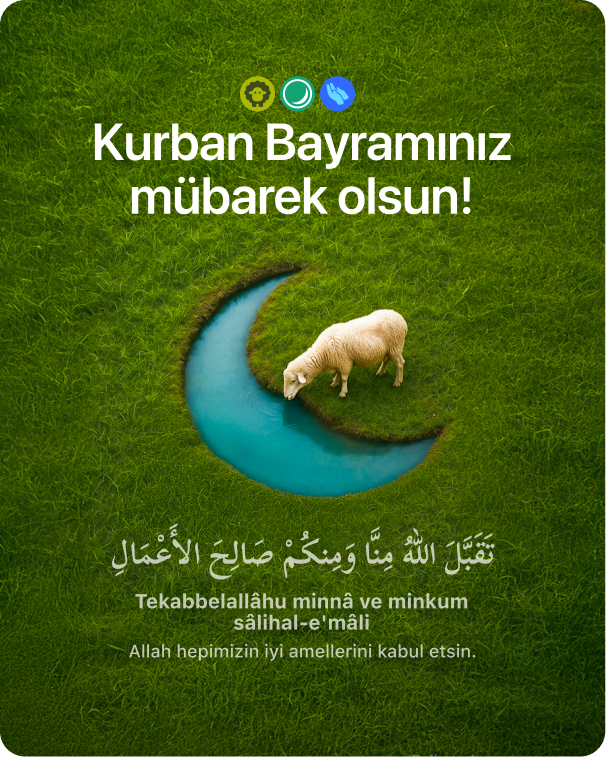 Kurban Bayramınız
mübarek olsun!
تَقَبَّلَ اللّٰهُ مِنَّا وَمِنكُمْ صَالِحَ الأَعْمَالِ
Tekabbelallâhu minnâ ve minkum
sâlihal-e'mâli
Allah hepimizin iyi amellerini kabul etsin.